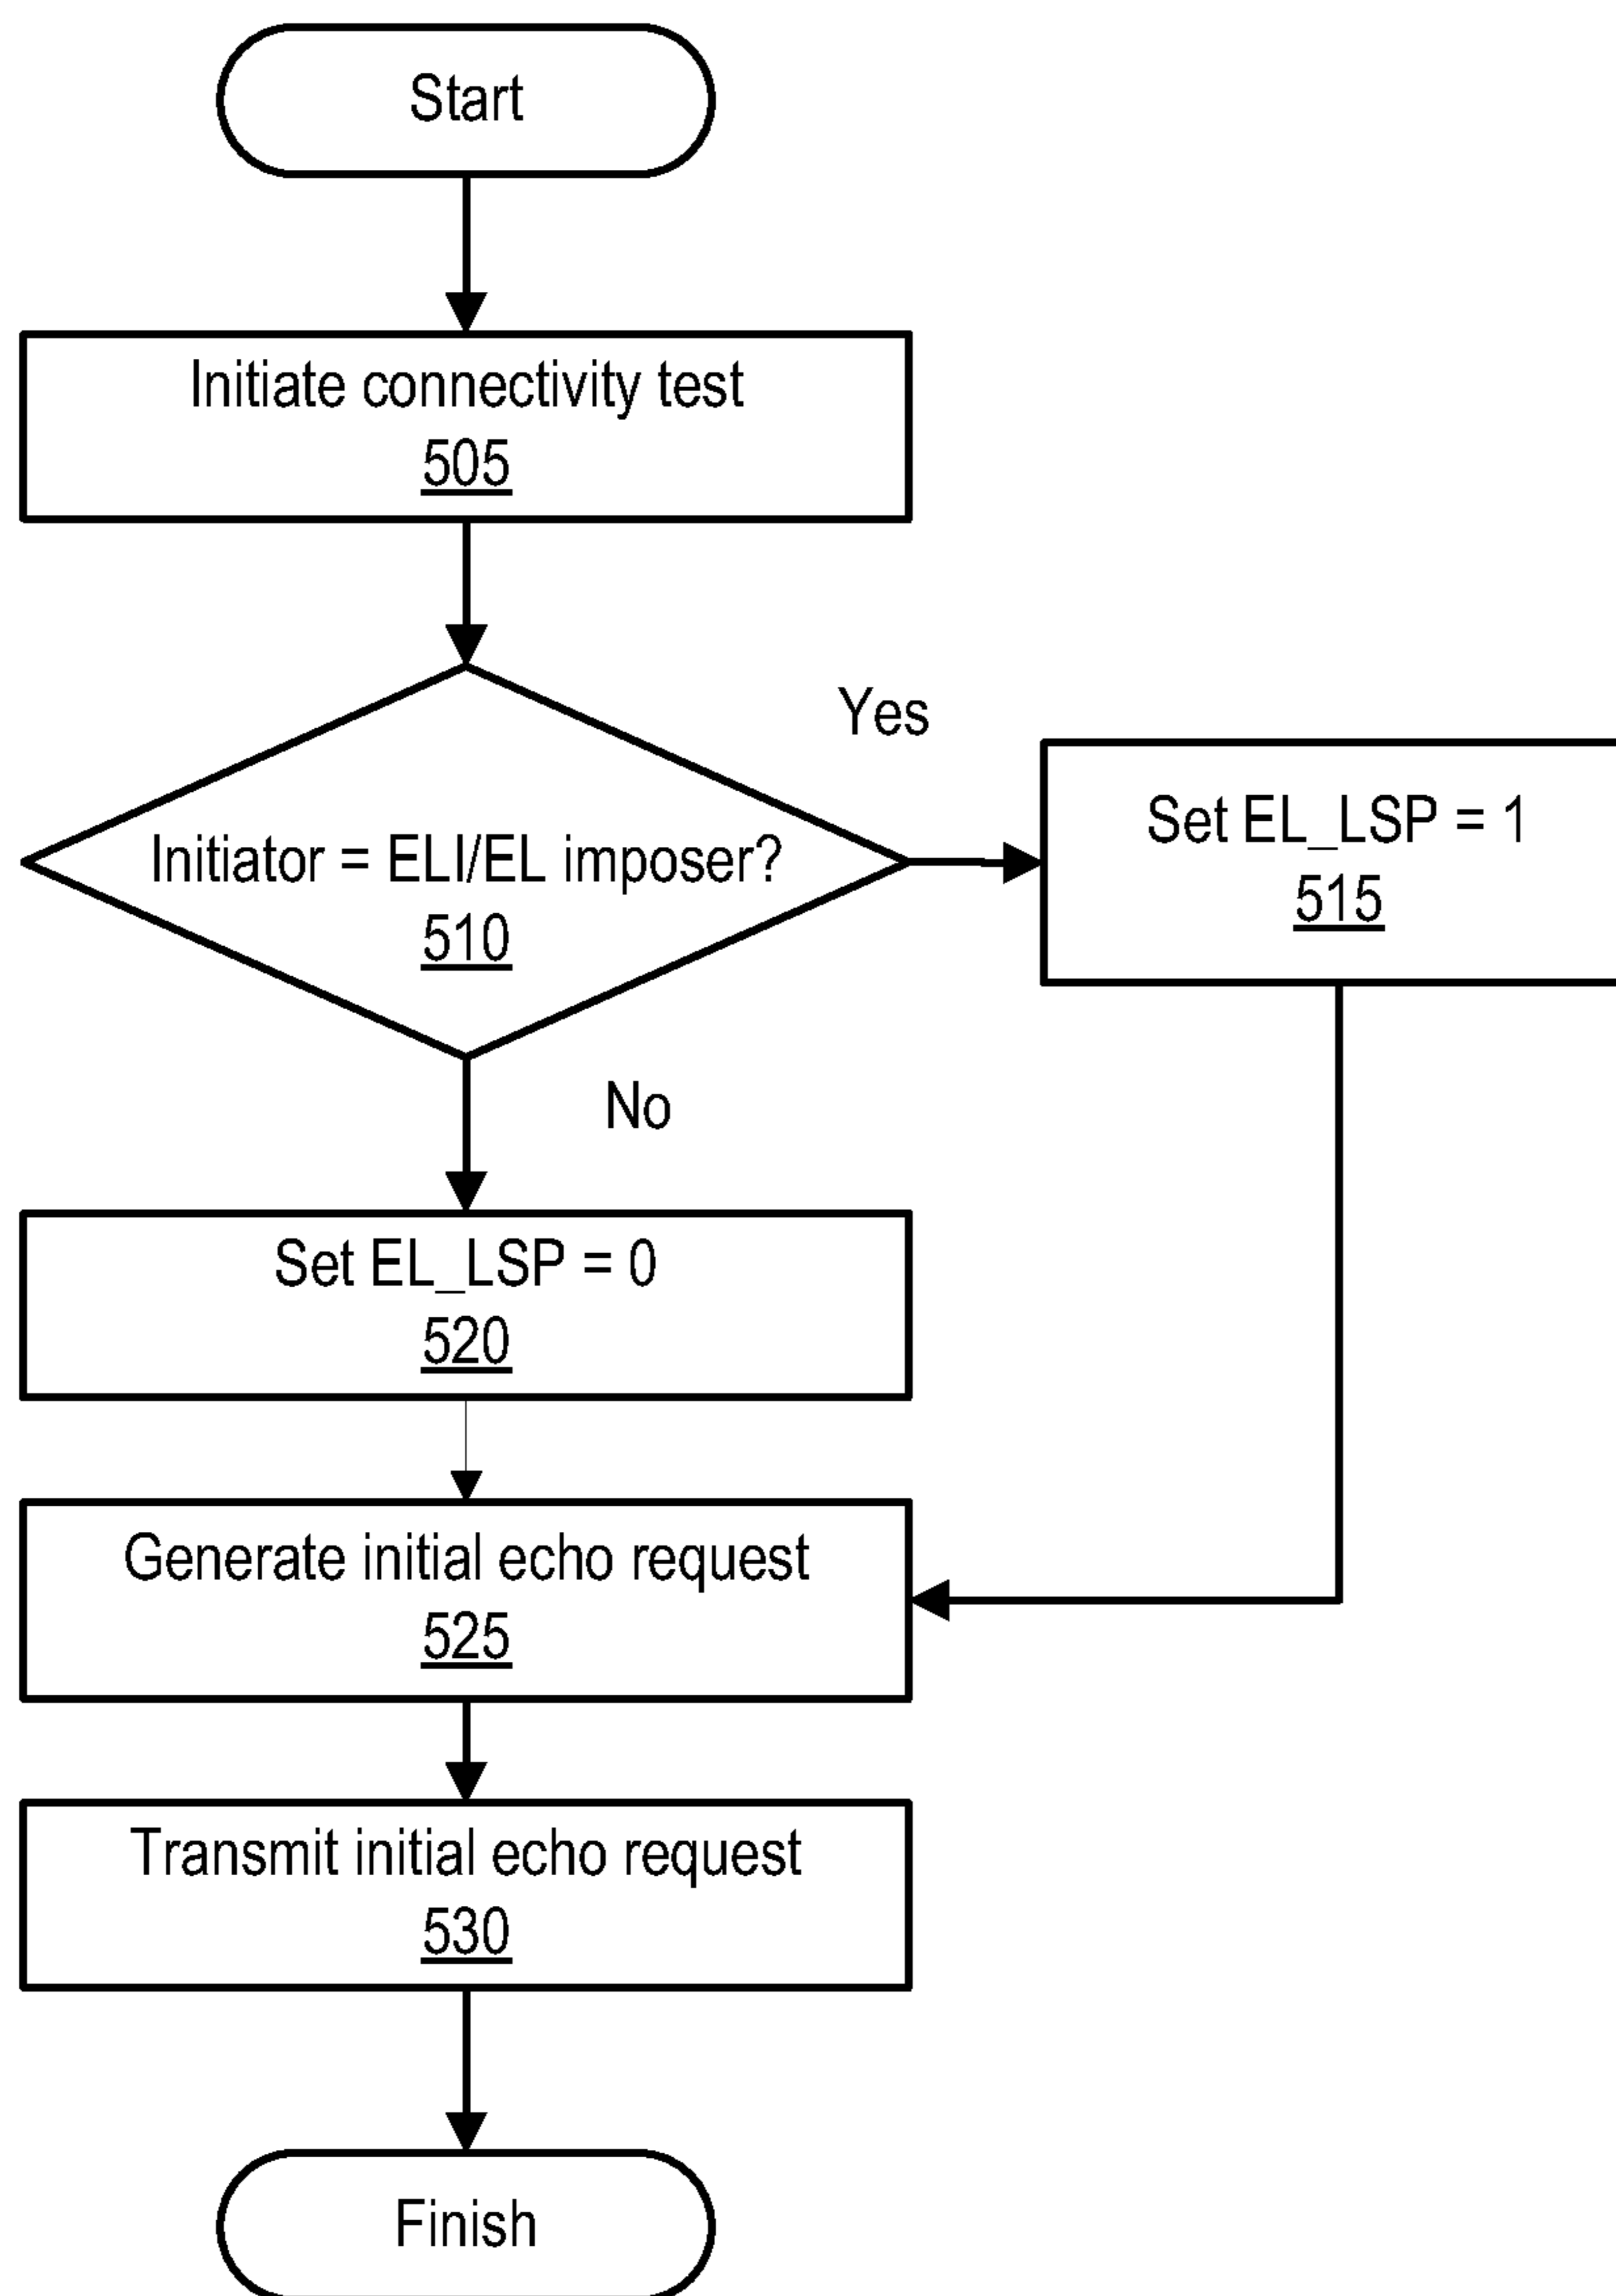 Start
Initiate connectivity test
505
Yes
Initiator = ELI/EL imposer?
510
Set EL_LSP = 1
515
No
Set EL_LSP = 0
520
Generate initial echo request
525
Transmit initial echo request
530
Finish